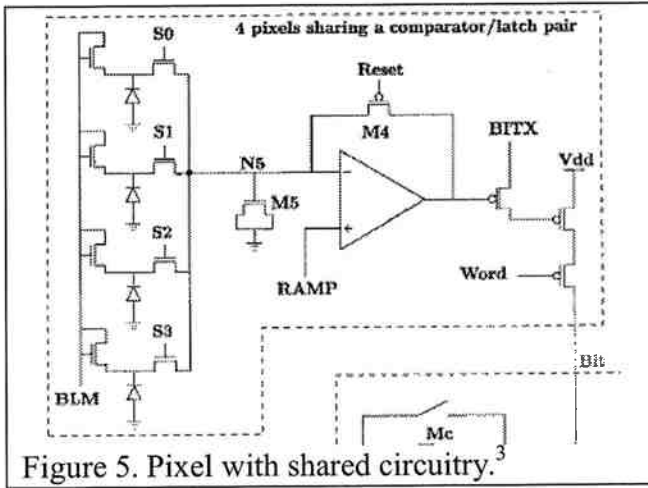 4 pixels sharing a comparator/latch pair
S0
Reset
M4
BITX
S1
Vdd
N5
M5
S2
RAMP
Word
S3
Bit
BLM
Mc
Figure 5. Pixel with shared circuitry.3